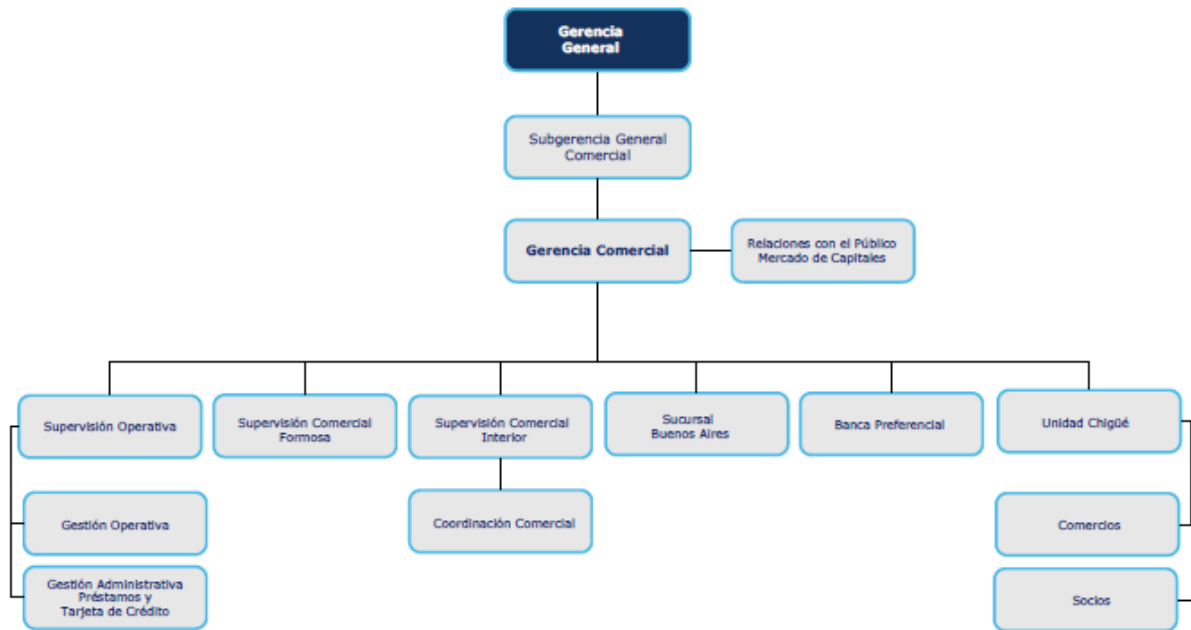 Gerencia
General
Subgerencia General
Comercial
Gerencia Comercial
Relaciones con el Público
Mercado de Capitales
Supervisión Operativa
Supervisión Comercial
Formosa
Supervisión Comercial
Interior
Sucursal
Buenos Aires
Banca Preferencial
Unidad Chigüé
Gestión Operativa
Coordinación Comercial
Comercios
Gestión Administrativa
Préstamos y
Tarjeta de Crédito
Socios